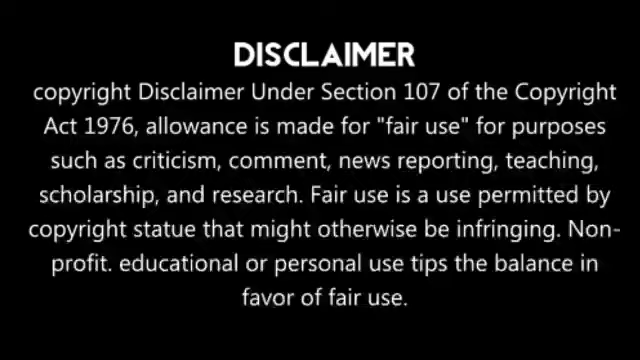 DISCLAIMER
copyright Disclaimer Under Section 107 of the Copyright
Act 1976, allowance is made for "fair use" for purposes
such as criticism, comment, news reporting, teaching,
scholarship, and research. Fair use is a use permitted by
copyright statue that might otherwise be infringing. Non-
profit. educational or personal use tips the balance in
favor of fair use.